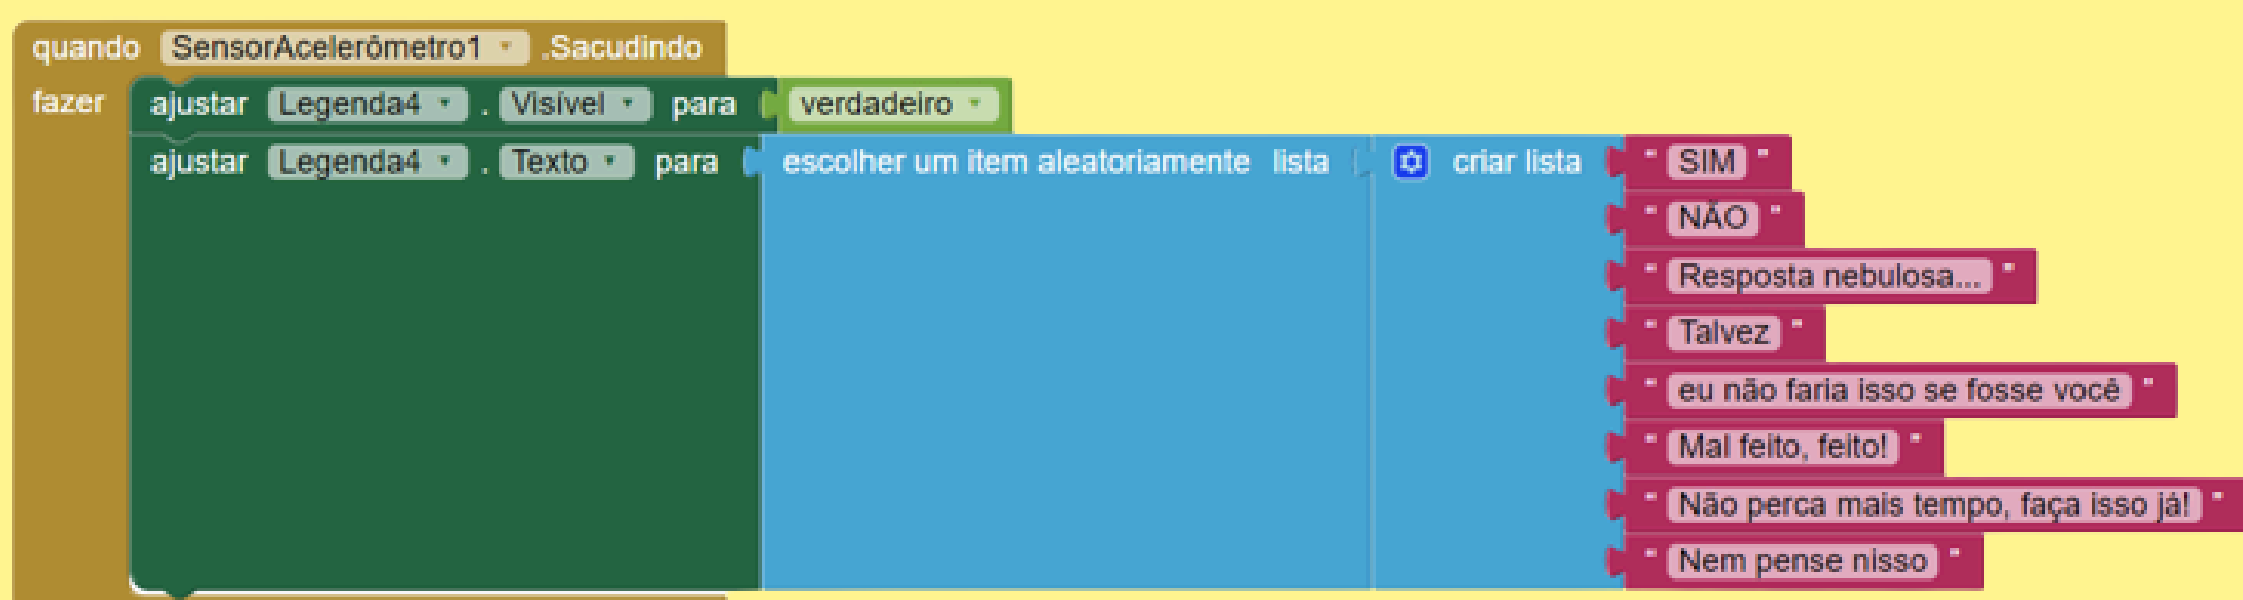 quando SensorAcelerômetro1 .Sacudindo
fazer ajustar Legenda4 . Visível para verdadeiro
ajustar Legenda4 . Texto para escolher um item aleatoriamente lista criar lista " SIM "
" NÃO "
" Resposta nebulosa... "
" Talvez "
" eu não faria isso se fosse você "
" Mal feito, feito! "
" Não perca mais tempo, faça isso já! "
" Nem pense nisso "